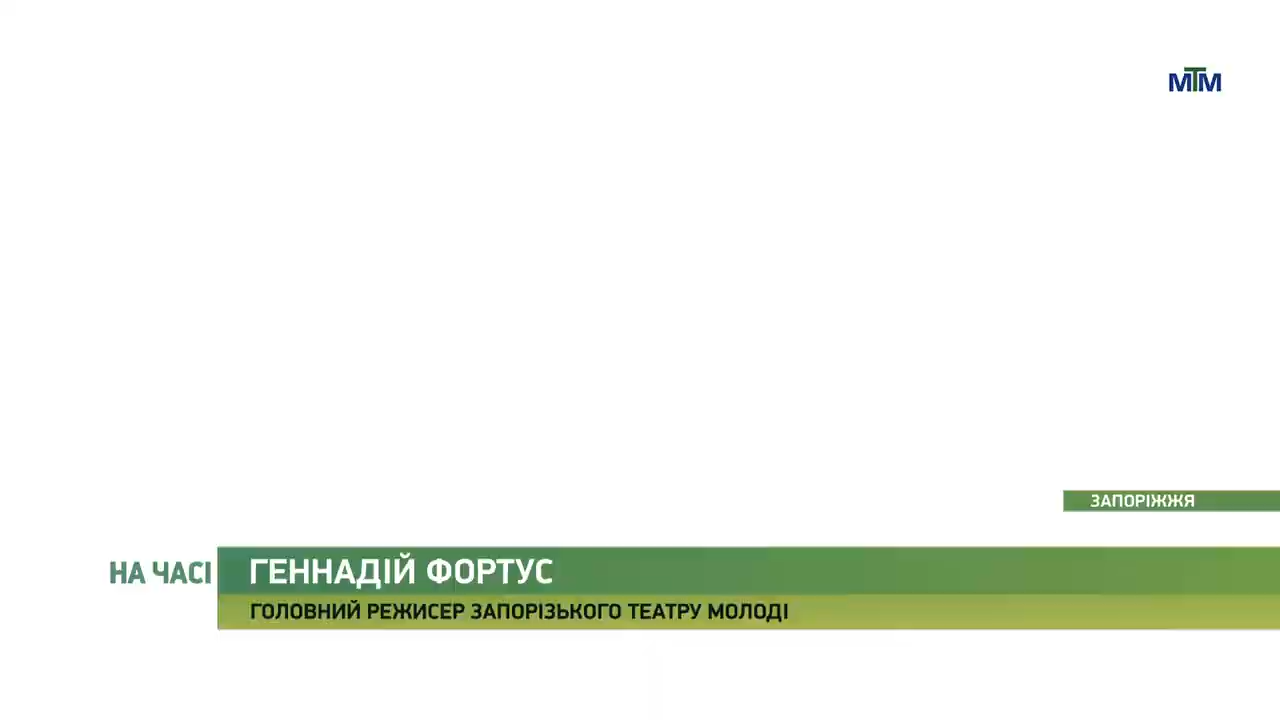 МТМ
ЗАПОРІЖЖЯ
НА ЧАСІ
ГЕННАДІЙ ФОРТУС
ГОЛОВНИЙ РЕЖИСЕР ЗАПОРІЗЬКОГО ТЕАТРУ МОЛОДІ